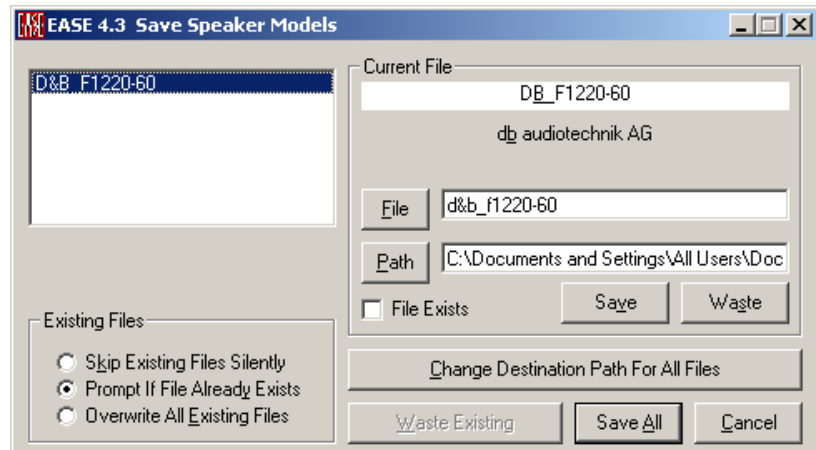 EASE 4.3 Save Speaker Models
D&B_F1220-60
Current File
DB_F1220-60
db audiotechnik AG
File
d&b_f1220-60
Path
C:\Documents and Settings\All Users\Doc
File Exists
Save
Waste
Existing Files
Skip Existing Files Silently
Prompt If File Already Exists
Overwrite All Existing Files
Change Destination Path For All Files
Waste Existing
Save All
Cancel